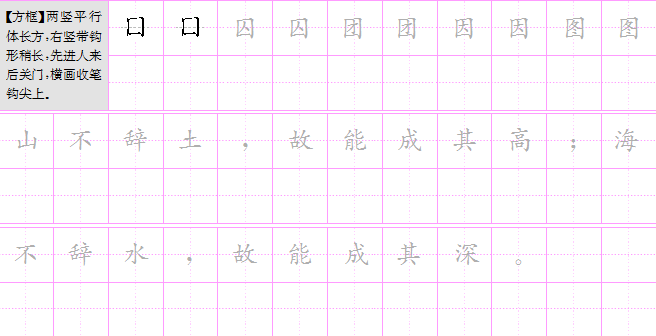 【方框】两竖平行
体长方，右竖带钩
形稍长，先进人来
后关门，横画收笔
钩尖上。
囗囗囚囚团团因因图图
山不辞土，故能成其高；海
不辞水，故能成其深。